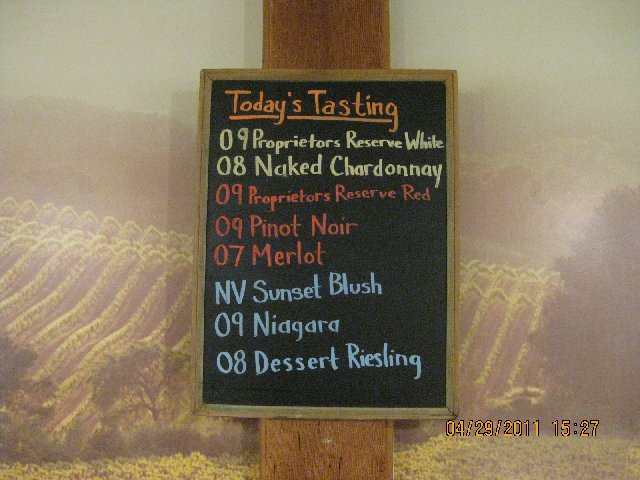 Today's Tasting
09 Proprietors Reserve White
08 Naked Chardonnay
09 Proprietors Reserve Red
09 Pinot Noir
07 Merlot
NV Sunset Blush
09 Niagara
08 Dessert Riesling
04/29/2011 15:27